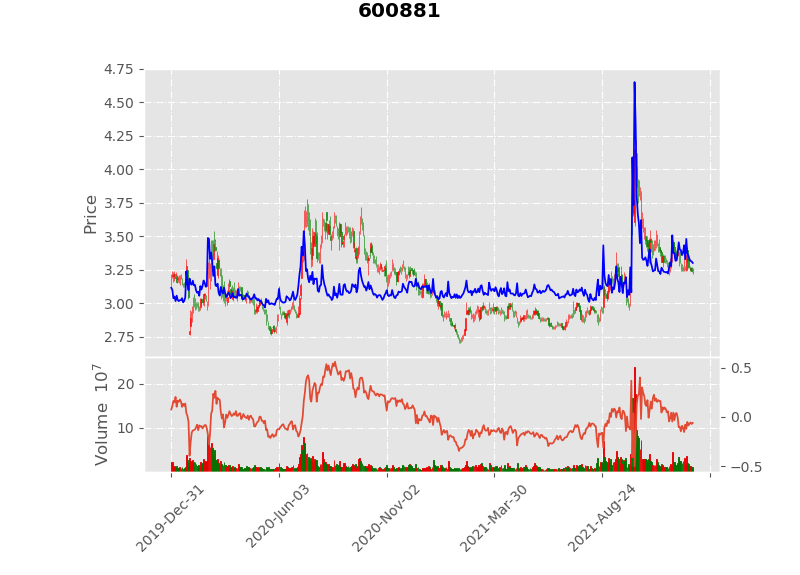 600881
4.75
4.50
4.25
4.00
3.75
3.50
3.25
3.00
2.75
Price
20
10
Volume 10^7
0.5
0.0
−0.5
2019-Dec-31
2020-Jun-03
2020-Nov-02
2021-Mar-30
2021-Aug-24